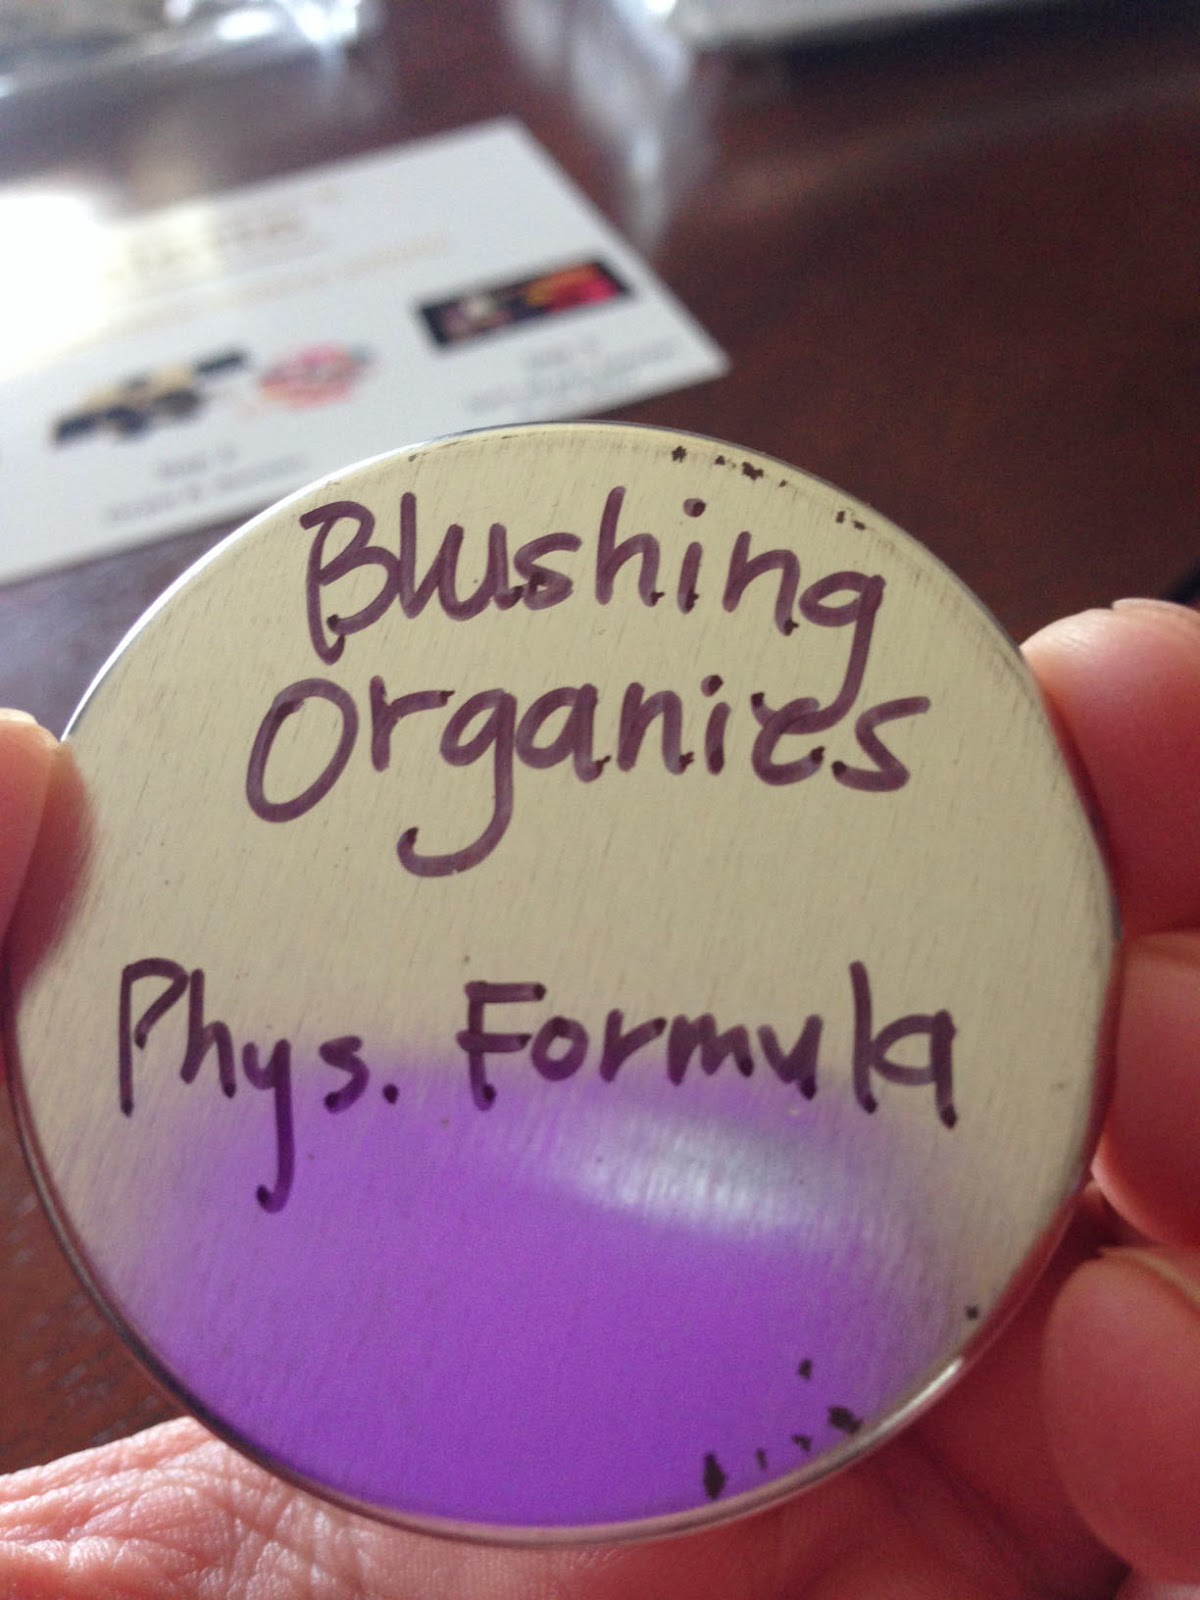 Blushing
Organics
Phys. Formula